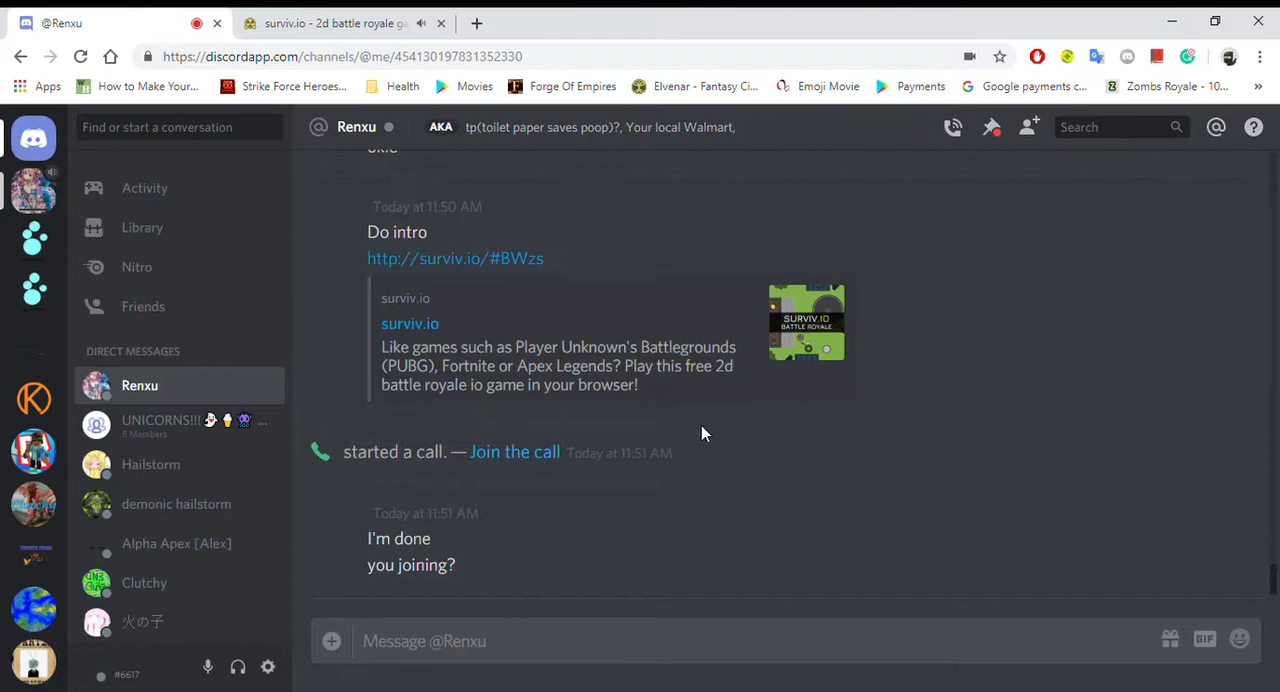 @Renxu
surviv.io - 2d battle royale ga
https://discordapp.com/channels/@me/454130197831352330
Apps
How to Make Your...
Strike Force Heroes...
Health
Movies
Forge Of Empires
Elvenar - Fantasy Ci...
Emoji Movie
Payments
Google payments c...
Zombs Royale - 10...
»
Find or start a conversation
@ Renxu
AKA
tp(toilet paper saves poop)?, Your local Walmart,
Search
Activity
Library
Nitro
Friends
DIRECT MESSAGES
Renxu
UNICORNS!!! 👻🍦👾 ...
8 Members
Hailstorm
demonic hailstorm
Alpha Apex [Alex]
Clutchy
火の子
#6617
Today at 11:50 AM
Do intro
http://surviv.io/#BWzs
surviv.io
surviv.io
Like games such as Player Unknown's Battlegrounds
(PUBG), Fortnite or Apex Legends? Play this free 2d
battle royale io game in your browser!
SURVIV.IO
BATTLE ROYALE
started a call. — Join the call Today at 11:51 AM
Today at 11:51 AM
I'm done
you joining?
Message @Renxu
GIF